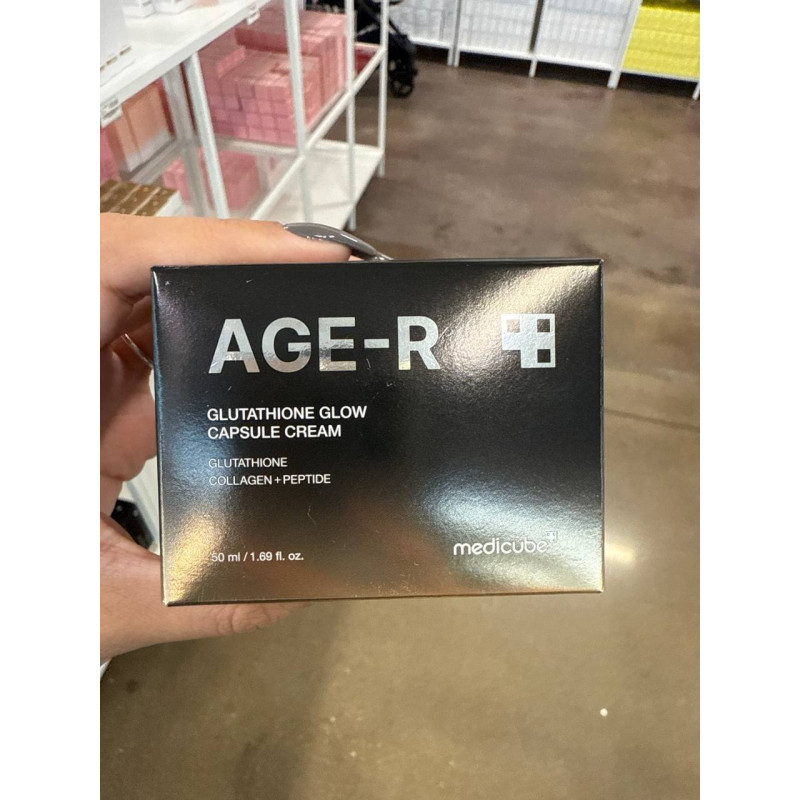 AGE-R
GLUTATHIONE GLOW
CAPSULE CREAM
GLUTATHIONE
COLLAGEN + PEPTIDE
50 ml / 1.69 fl. oz.
medicube+